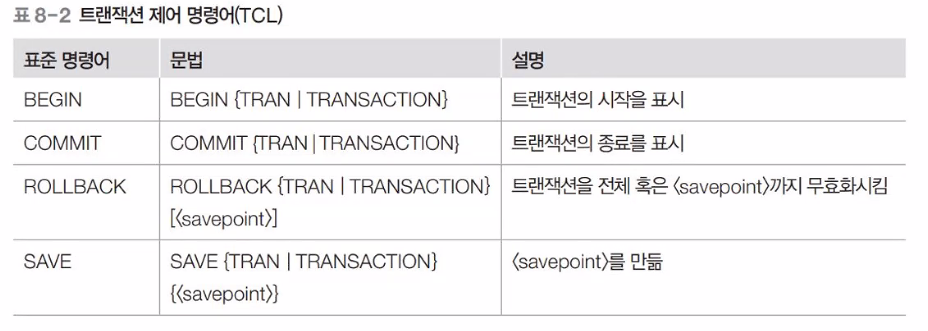 표 8-2 트랜잭션 제어 명령어(TCL)
표준 명령어 문법 설명
BEGIN BEGIN {TRAN | TRANSACTION} 트랜잭션의 시작을 표시
COMMIT COMMIT {TRAN | TRANSACTION} 트랜잭션의 종료를 표시
ROLLBACK ROLLBACK {TRAN | TRANSACTION} 트랜잭션을 전체 혹은 〈savepoint〉까지 무효화시킴
[〈savepoint〉]
SAVE SAVE {TRAN | TRANSACTION} 〈savepoint〉를 만듦
{〈savepoint〉}